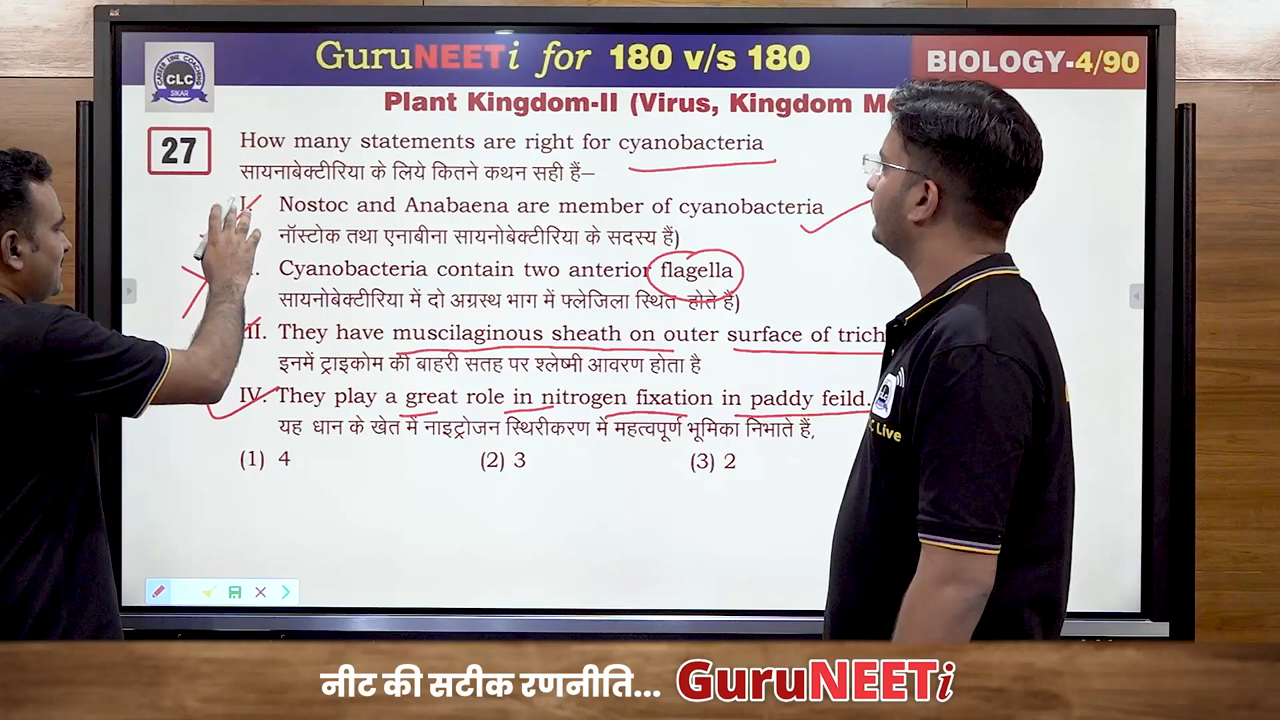 GuruNEETi for 180 v/s 180
BIOLOGY-4/90
CAREER LINE COACHING
CLC
SIKAR
Plant Kingdom-II (Virus, Kingdom
27
How many statements are right for cyanobacteria
सायनाबेक्टीरिया के लिये कितने कथन सही हैं–
I. Nostoc and Anabaena are member of cyanobacteria
नॉस्टोक तथा एनाबीना सायनोबेक्टीरिया के सदस्य हैं)
Cyanobacteria contain two anterior flagella
सायनोबेक्टीरिया में दो अग्रस्थ भाग में फ्लेजिला स्थित होते हैं)
III. They have muscilaginous sheath on outer surface of trich
इनमें ट्राइकोम की बाहरी सतह पर श्लेष्मी आवरण होता है
IV. They play a great role in nitrogen fixation in paddy feild.
यह धान के खेत में नाइट्रोजन स्थिरीकरण में महत्वपूर्ण भूमिका निभाते हैं,
(1) 4 (2) 3 (3) 2
Live
नीट की सटीक रणनीति... GuruNEETi